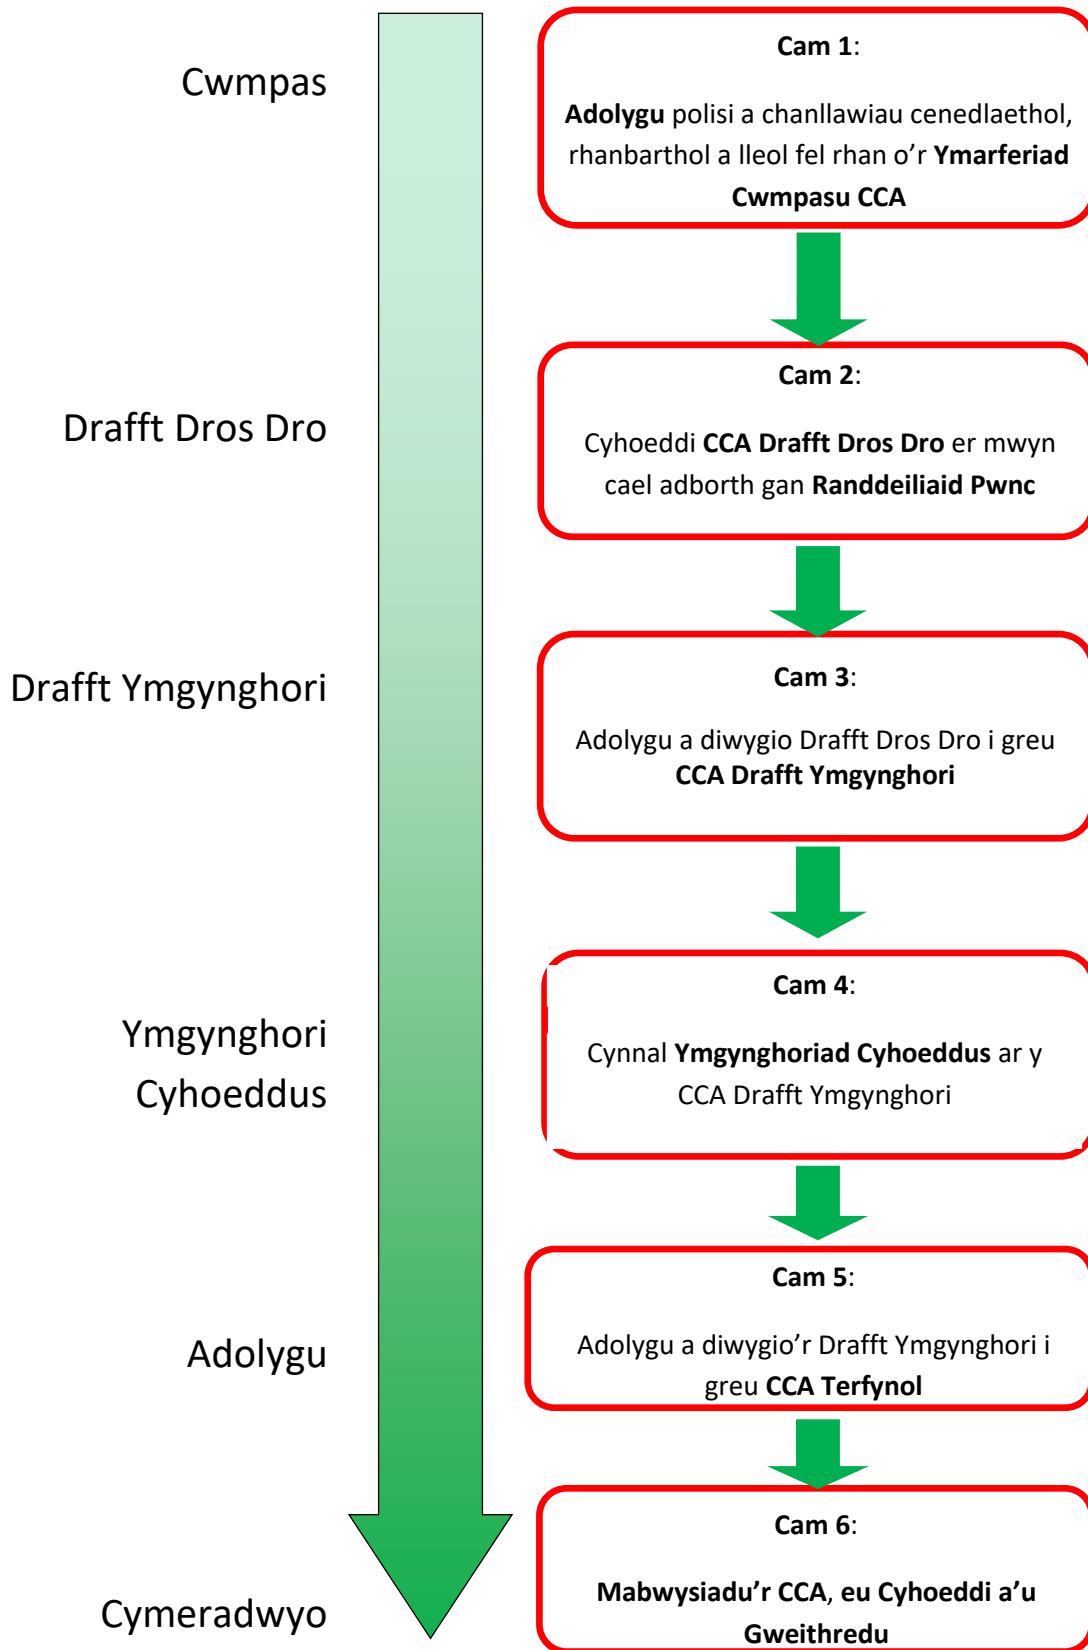 Cwmpas
Cam 1:
Adolygu polisi a chanllawiau cenedlaethol,
rhanbarthol a lleol fel rhan o’r Ymarferiad
Cwmpasu CCA
Drafft Dros Dro
Cam 2:
Cyhoeddi CCA Drafft Dros Dro er mwyn
cael adborth gan Randdeiliaid Pwnc
Drafft Ymgynghori
Cam 3:
Adolygu a diwygio Drafft Dros Dro i greu
CCA Drafft Ymgynghori
Ymgynghori
Cyhoeddus
Cam 4:
Cynnal Ymgynghoriad Cyhoeddus ar y
CCA Drafft Ymgynghori
Adolygu
Cam 5:
Adolygu a diwygio’r Drafft Ymgynghori i
greu CCA Terfynol
Cymeradwyo
Cam 6:
Mabwysiadu’r CCA, eu Cyhoeddi a’u
Gweithredu